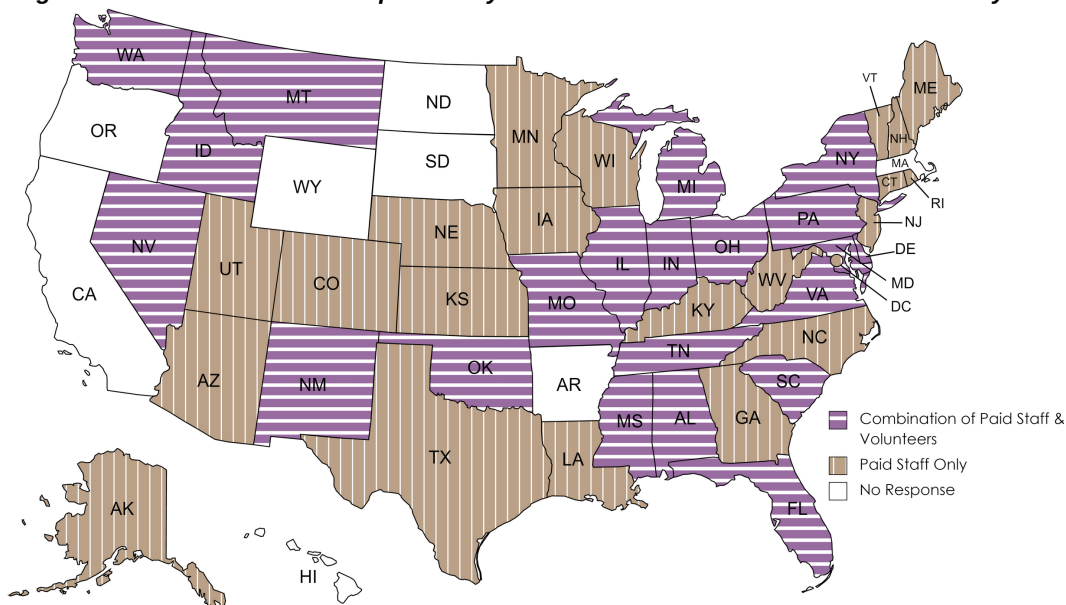 WA
MT
ND
OR
ID
SD
WY
MN
WI
MI
NY
VT
ME
NH
MA
CT
RI
NJ
PA
DE
MD
DC
NV
UT
CO
NE
KS
IA
IL
IN
OH
WV
VA
CA
MO
KY
NC
AZ
NM
OK
AR
TN
SC
MS
AL
GA
TX
LA
FL
AK
HI
Combination of Paid Staff &
Volunteers
Paid Staff Only
No Response